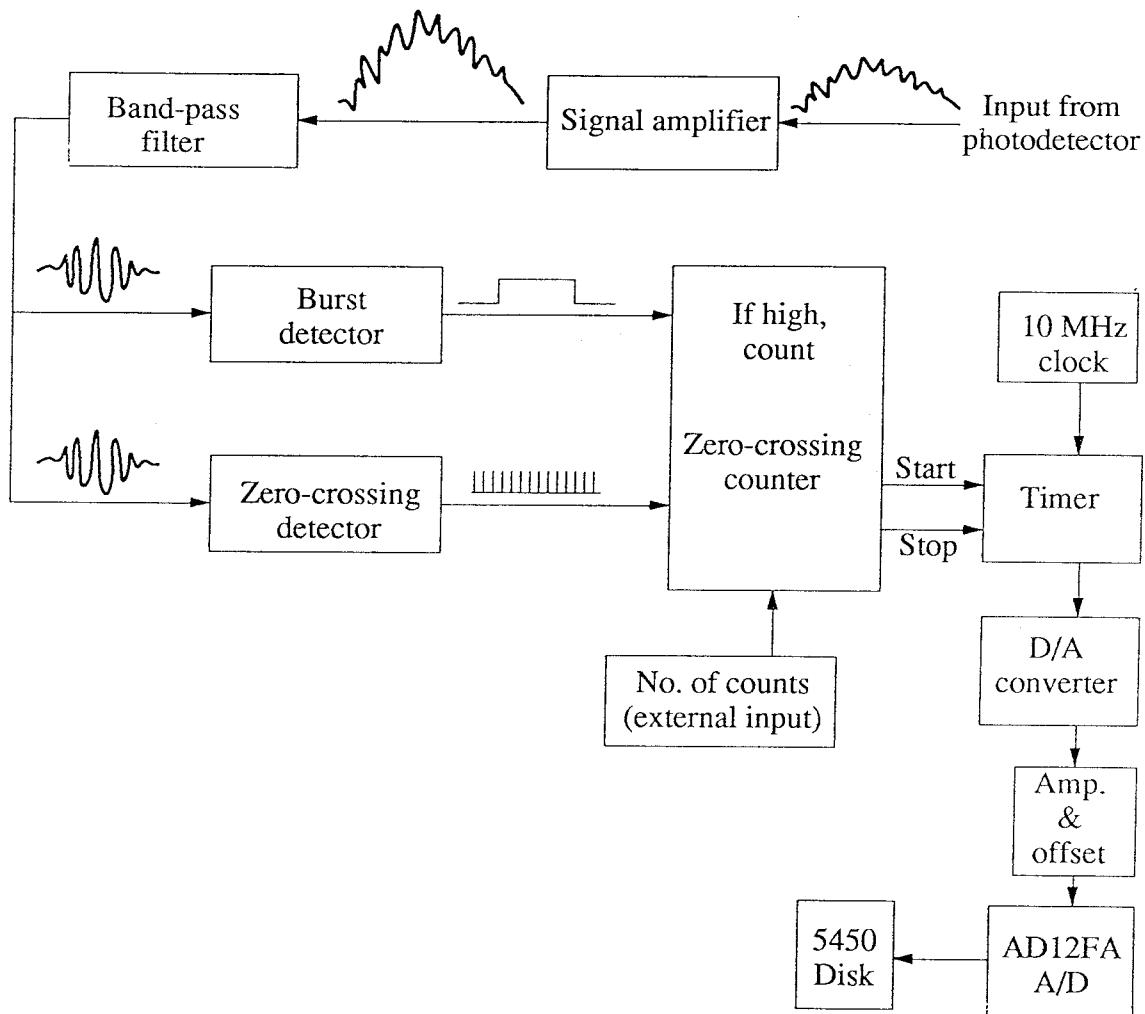 Band-pass
filter
Signal amplifier
Input from
photodetector
Burst
detector
If high,
count
10 MHz
clock
Zero-crossing
detector
Zero-crossing
counter
Start
Stop
Timer
No. of counts
(external input)
D/A
converter
Amp.
&
offset
5450
Disk
AD12FA
A/D